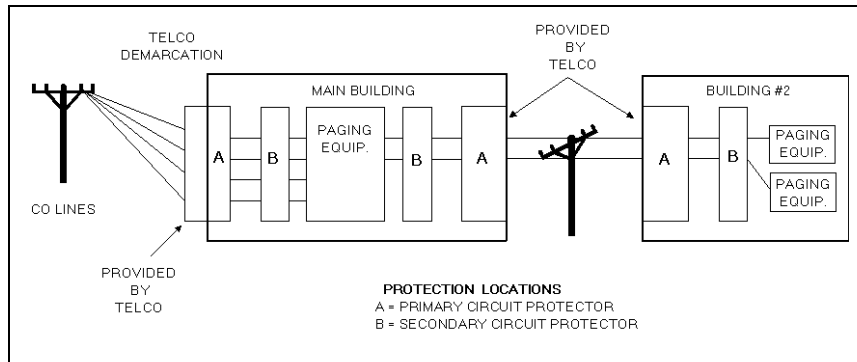 TELCO
DEMARCATION
PROVIDED
BY
TELCO
MAIN BUILDING
BUILDING #2
PAGING
EQUIP.
A
B
B
A
A
B
PAGING
EQUIP.
PAGING
EQUIP.
CO LINES
PROVIDED
BY
TELCO
PROTECTION LOCATIONS
A = PRIMARY CIRCUIT PROTECTOR
B = SECONDARY CIRCUIT PROTECTOR